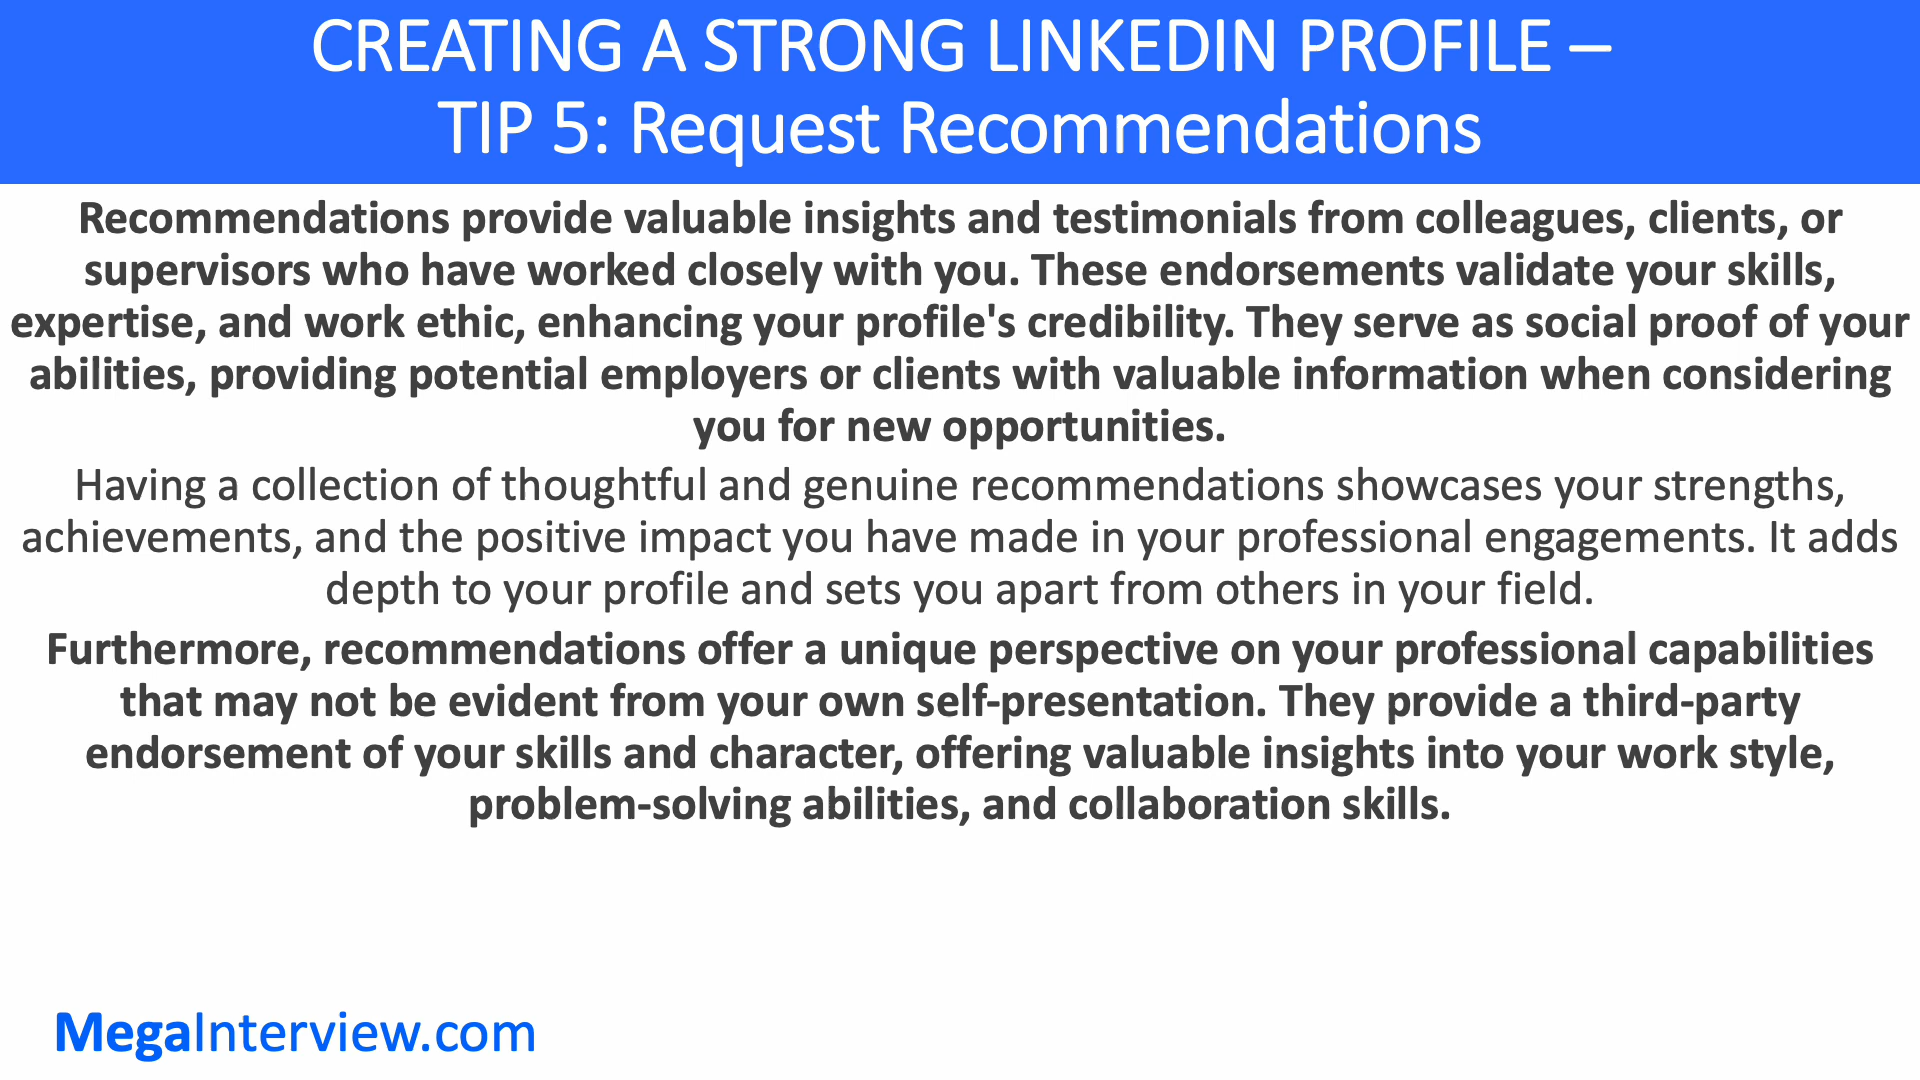 CREATING A STRONG LINKEDIN PROFILE –
TIP 5: Request Recommendations
Recommendations provide valuable insights and testimonials from colleagues, clients, or
supervisors who have worked closely with you. These endorsements validate your skills,
expertise, and work ethic, enhancing your profile's credibility. They serve as social proof of your
abilities, providing potential employers or clients with valuable information when considering
you for new opportunities.
Having a collection of thoughtful and genuine recommendations showcases your strengths,
achievements, and the positive impact you have made in your professional engagements. It adds
depth to your profile and sets you apart from others in your field.
Furthermore, recommendations offer a unique perspective on your professional capabilities
that may not be evident from your own self-presentation. They provide a third-party
endorsement of your skills and character, offering valuable insights into your work style,
problem-solving abilities, and collaboration skills.
MegaInterview.com